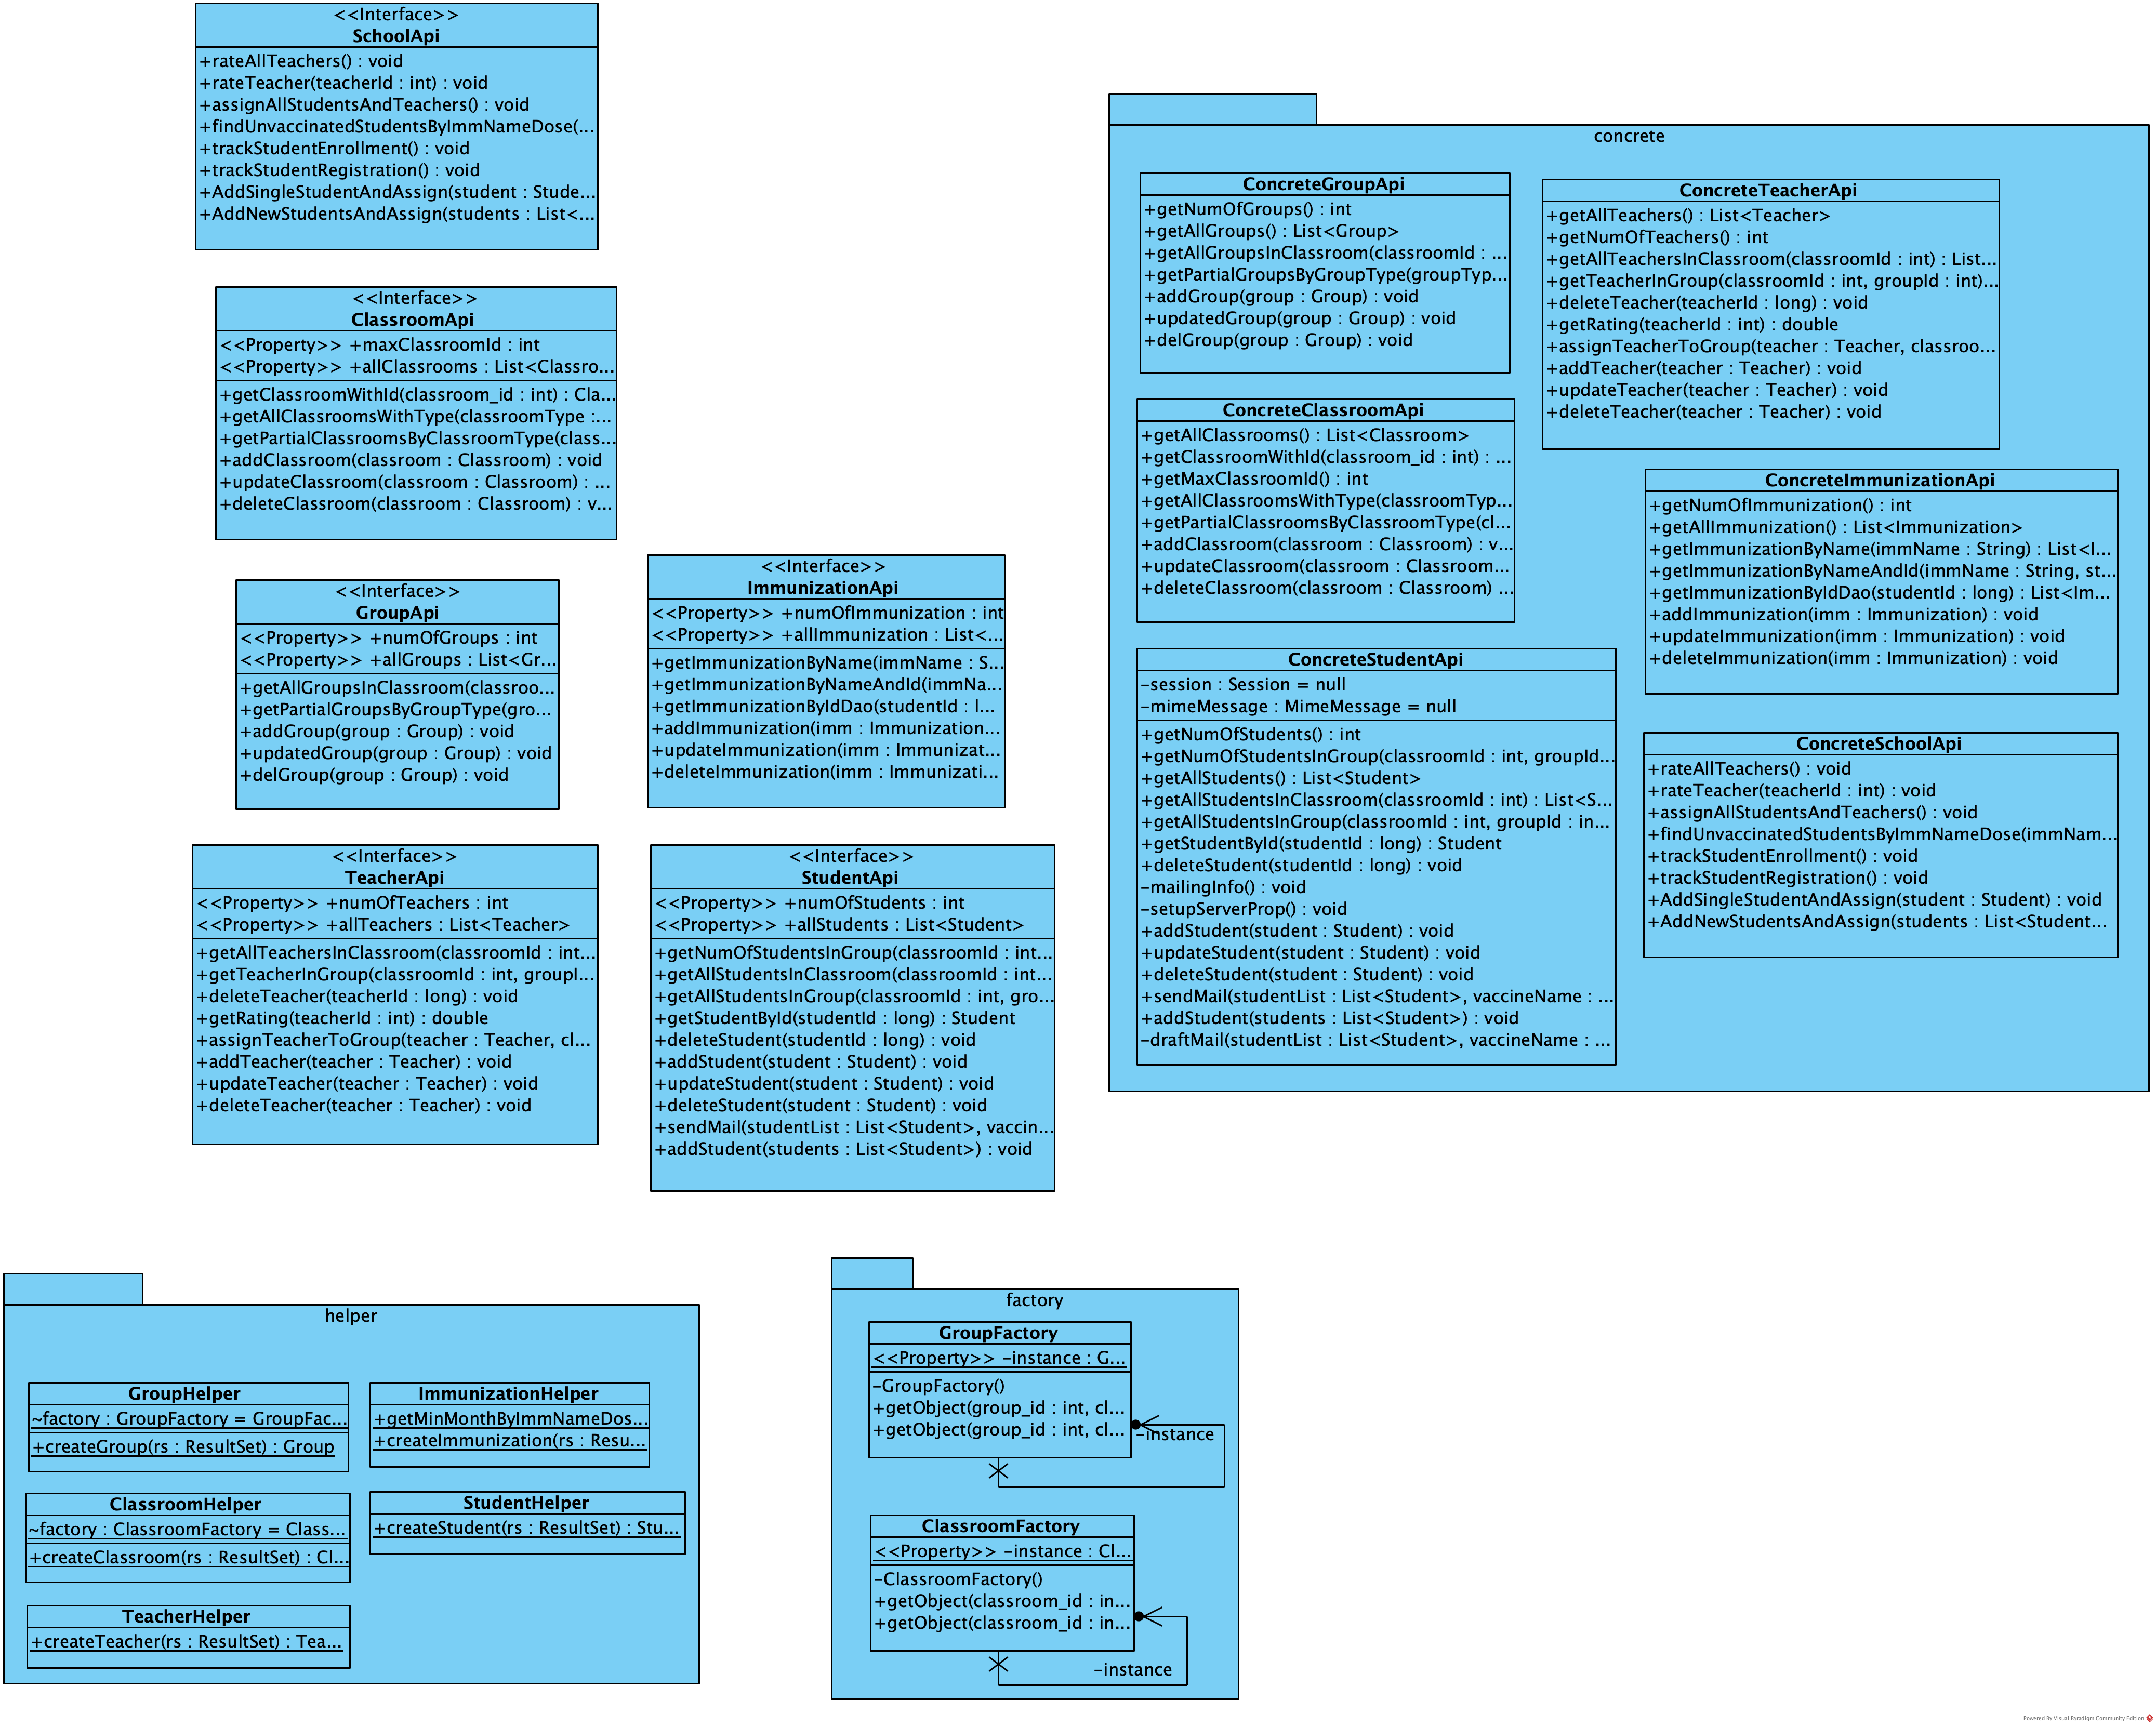 <<Interface>>
SchoolApi
+rateAllTeachers() : void
+rateTeacher(teacherId : int) : void
+assignAllStudentsAndTeachers() : void
+findUnvaccinatedStudentsByImmNameDose(...
+trackStudentEnrollment() : void
+trackStudentRegistration() : void
+AddSingleStudentAndAssign(student : Stude...
+AddNewStudentsAndAssign(students : List<...
<<Interface>>
ClassroomApi
<<Property>> +maxClassroomId : int
<<Property>> +allClassrooms : List<Classro...
+getClassroomWithId(classroom_id : int) : Cla...
+getAllClassroomsWithType(classroomType :...
+getPartialClassroomsByClassroomType(class...
+addClassroom(classroom : Classroom) : void
+updateClassroom(classroom : Classroom) : ...
+deleteClassroom(classroom : Classroom) : v...
<<Interface>>
GroupApi
<<Property>> +numOfGroups : int
<<Property>> +allGroups : List<Gr...
+getAllGroupsInClassroom(classroo...
+getPartialGroupsByGroupType(gro...
+addGroup(group : Group) : void
+updatedGroup(group : Group) : void
+delGroup(group : Group) : void
<<Interface>>
ImmunizationApi
<<Property>> +numOfImmunization : int
<<Property>> +allImmunization : List<...
+getImmunizationByName(immName : S...
+getImmunizationByNameAndId(immNa...
+getImmunizationByIdDao(studentId : l...
+addImmunization(imm : Immunization...
+updateImmunization(imm : Immunizat...
+deleteImmunization(imm : Immunizati...
<<Interface>>
TeacherApi
<<Property>> +numOfTeachers : int
<<Property>> +allTeachers : List<Teacher>
+getAllTeachersInClassroom(classroomId : int...
+getTeacherInGroup(classroomId : int, groupI...
+deleteTeacher(teacherId : long) : void
+getRating(teacherId : int) : double
+assignTeacherToGroup(teacher : Teacher, cl...
+addTeacher(teacher : Teacher) : void
+updateTeacher(teacher : Teacher) : void
+deleteTeacher(teacher : Teacher) : void
<<Interface>>
StudentApi
<<Property>> +numOfStudents : int
<<Property>> +allStudents : List<Student>
+getNumOfStudentsInGroup(classroomId : int...
+getAllStudentsInClassroom(classroomId : int...
+getAllStudentsInGroup(classroomId : int, gro...
+getStudentById(studentId : long) : Student
+deleteStudent(studentId : long) : void
+addStudent(student : Student) : void
+updateStudent(student : Student) : void
+deleteStudent(student : Student) : void
+sendMail(studentList : List<Student>, vaccin...
+addStudent(students : List<Student>) : void
concrete
ConcreteGroupApi
+getNumOfGroups() : int
+getAllGroups() : List<Group>
+getAllGroupsInClassroom(classroomId : ...
+getPartialGroupsByGroupType(groupTyp...
+addGroup(group : Group) : void
+updatedGroup(group : Group) : void
+delGroup(group : Group) : void
ConcreteTeacherApi
+getAllTeachers() : List<Teacher>
+getNumOfTeachers() : int
+getAllTeachersInClassroom(classroomId : int) : List...
+getTeacherInGroup(classroomId : int, groupId : int)...
+deleteTeacher(teacherId : long) : void
+getRating(teacherId : int) : double
+assignTeacherToGroup(teacher : Teacher, classroo...
+addTeacher(teacher : Teacher) : void
+updateTeacher(teacher : Teacher) : void
+deleteTeacher(teacher : Teacher) : void
ConcreteClassroomApi
+getAllClassrooms() : List<Classroom>
+getClassroomWithId(classroom_id : int) : ...
+getMaxClassroomId() : int
+getAllClassroomsWithType(classroomTyp...
+getPartialClassroomsByClassroomType(cl...
+addClassroom(classroom : Classroom) : v...
+updateClassroom(classroom : Classroom...
+deleteClassroom(classroom : Classroom) ...
ConcreteImmunizationApi
+getNumOfImmunization() : int
+getAllImmunization() : List<Immunization>
+getImmunizationByName(immName : String) : List<I...
+getImmunizationByNameAndId(immName : String, st...
+getImmunizationByIdDao(studentId : long) : List<Im...
+addImmunization(imm : Immunization) : void
+updateImmunization(imm : Immunization) : void
+deleteImmunization(imm : Immunization) : void
ConcreteStudentApi
-session : Session = null
-mimeMessage : MimeMessage = null
+getNumOfStudents() : int
+getNumOfStudentsInGroup(classroomId : int, groupId...
+getAllStudents() : List<Student>
+getAllStudentsInClassroom(classroomId : int) : List<S...
+getAllStudentsInGroup(classroomId : int, groupId : in...
+getStudentById(studentId : long) : Student
+deleteStudent(studentId : long) : void
-mailingInfo() : void
-setupServerProp() : void
+addStudent(student : Student) : void
+updateStudent(student : Student) : void
+deleteStudent(student : Student) : void
+sendMail(studentList : List<Student>, vaccineName : ...
+addStudent(students : List<Student>) : void
-draftMail(studentList : List<Student>, vaccineName : ...
ConcreteSchoolApi
+rateAllTeachers() : void
+rateTeacher(teacherId : int) : void
+assignAllStudentsAndTeachers() : void
+findUnvaccinatedStudentsByImmNameDose(immNam...
+trackStudentEnrollment() : void
+trackStudentRegistration() : void
+AddSingleStudentAndAssign(student : Student) : void
+AddNewStudentsAndAssign(students : List<Student...
helper
GroupHelper
~factory : GroupFactory = GroupFac...
+createGroup(rs : ResultSet) : Group
ImmunizationHelper
+getMinMonthByImmNameDos...
+createImmunization(rs : Resu...
ClassroomHelper
~factory : ClassroomFactory = Class...
+createClassroom(rs : ResultSet) : Cl...
StudentHelper
+createStudent(rs : ResultSet) : Stu...
TeacherHelper
+createTeacher(rs : ResultSet) : Tea...
factory
GroupFactory
<<Property>> -instance : G...
-GroupFactory()
+getObject(group_id : int, cl...
+getObject(group_id : int, cl...
-instance
ClassroomFactory
<<Property>> -instance : Cl...
-ClassroomFactory()
+getObject(classroom_id : in...
+getObject(classroom_id : in...
-instance
Powered By Visual Paradigm Community Edition